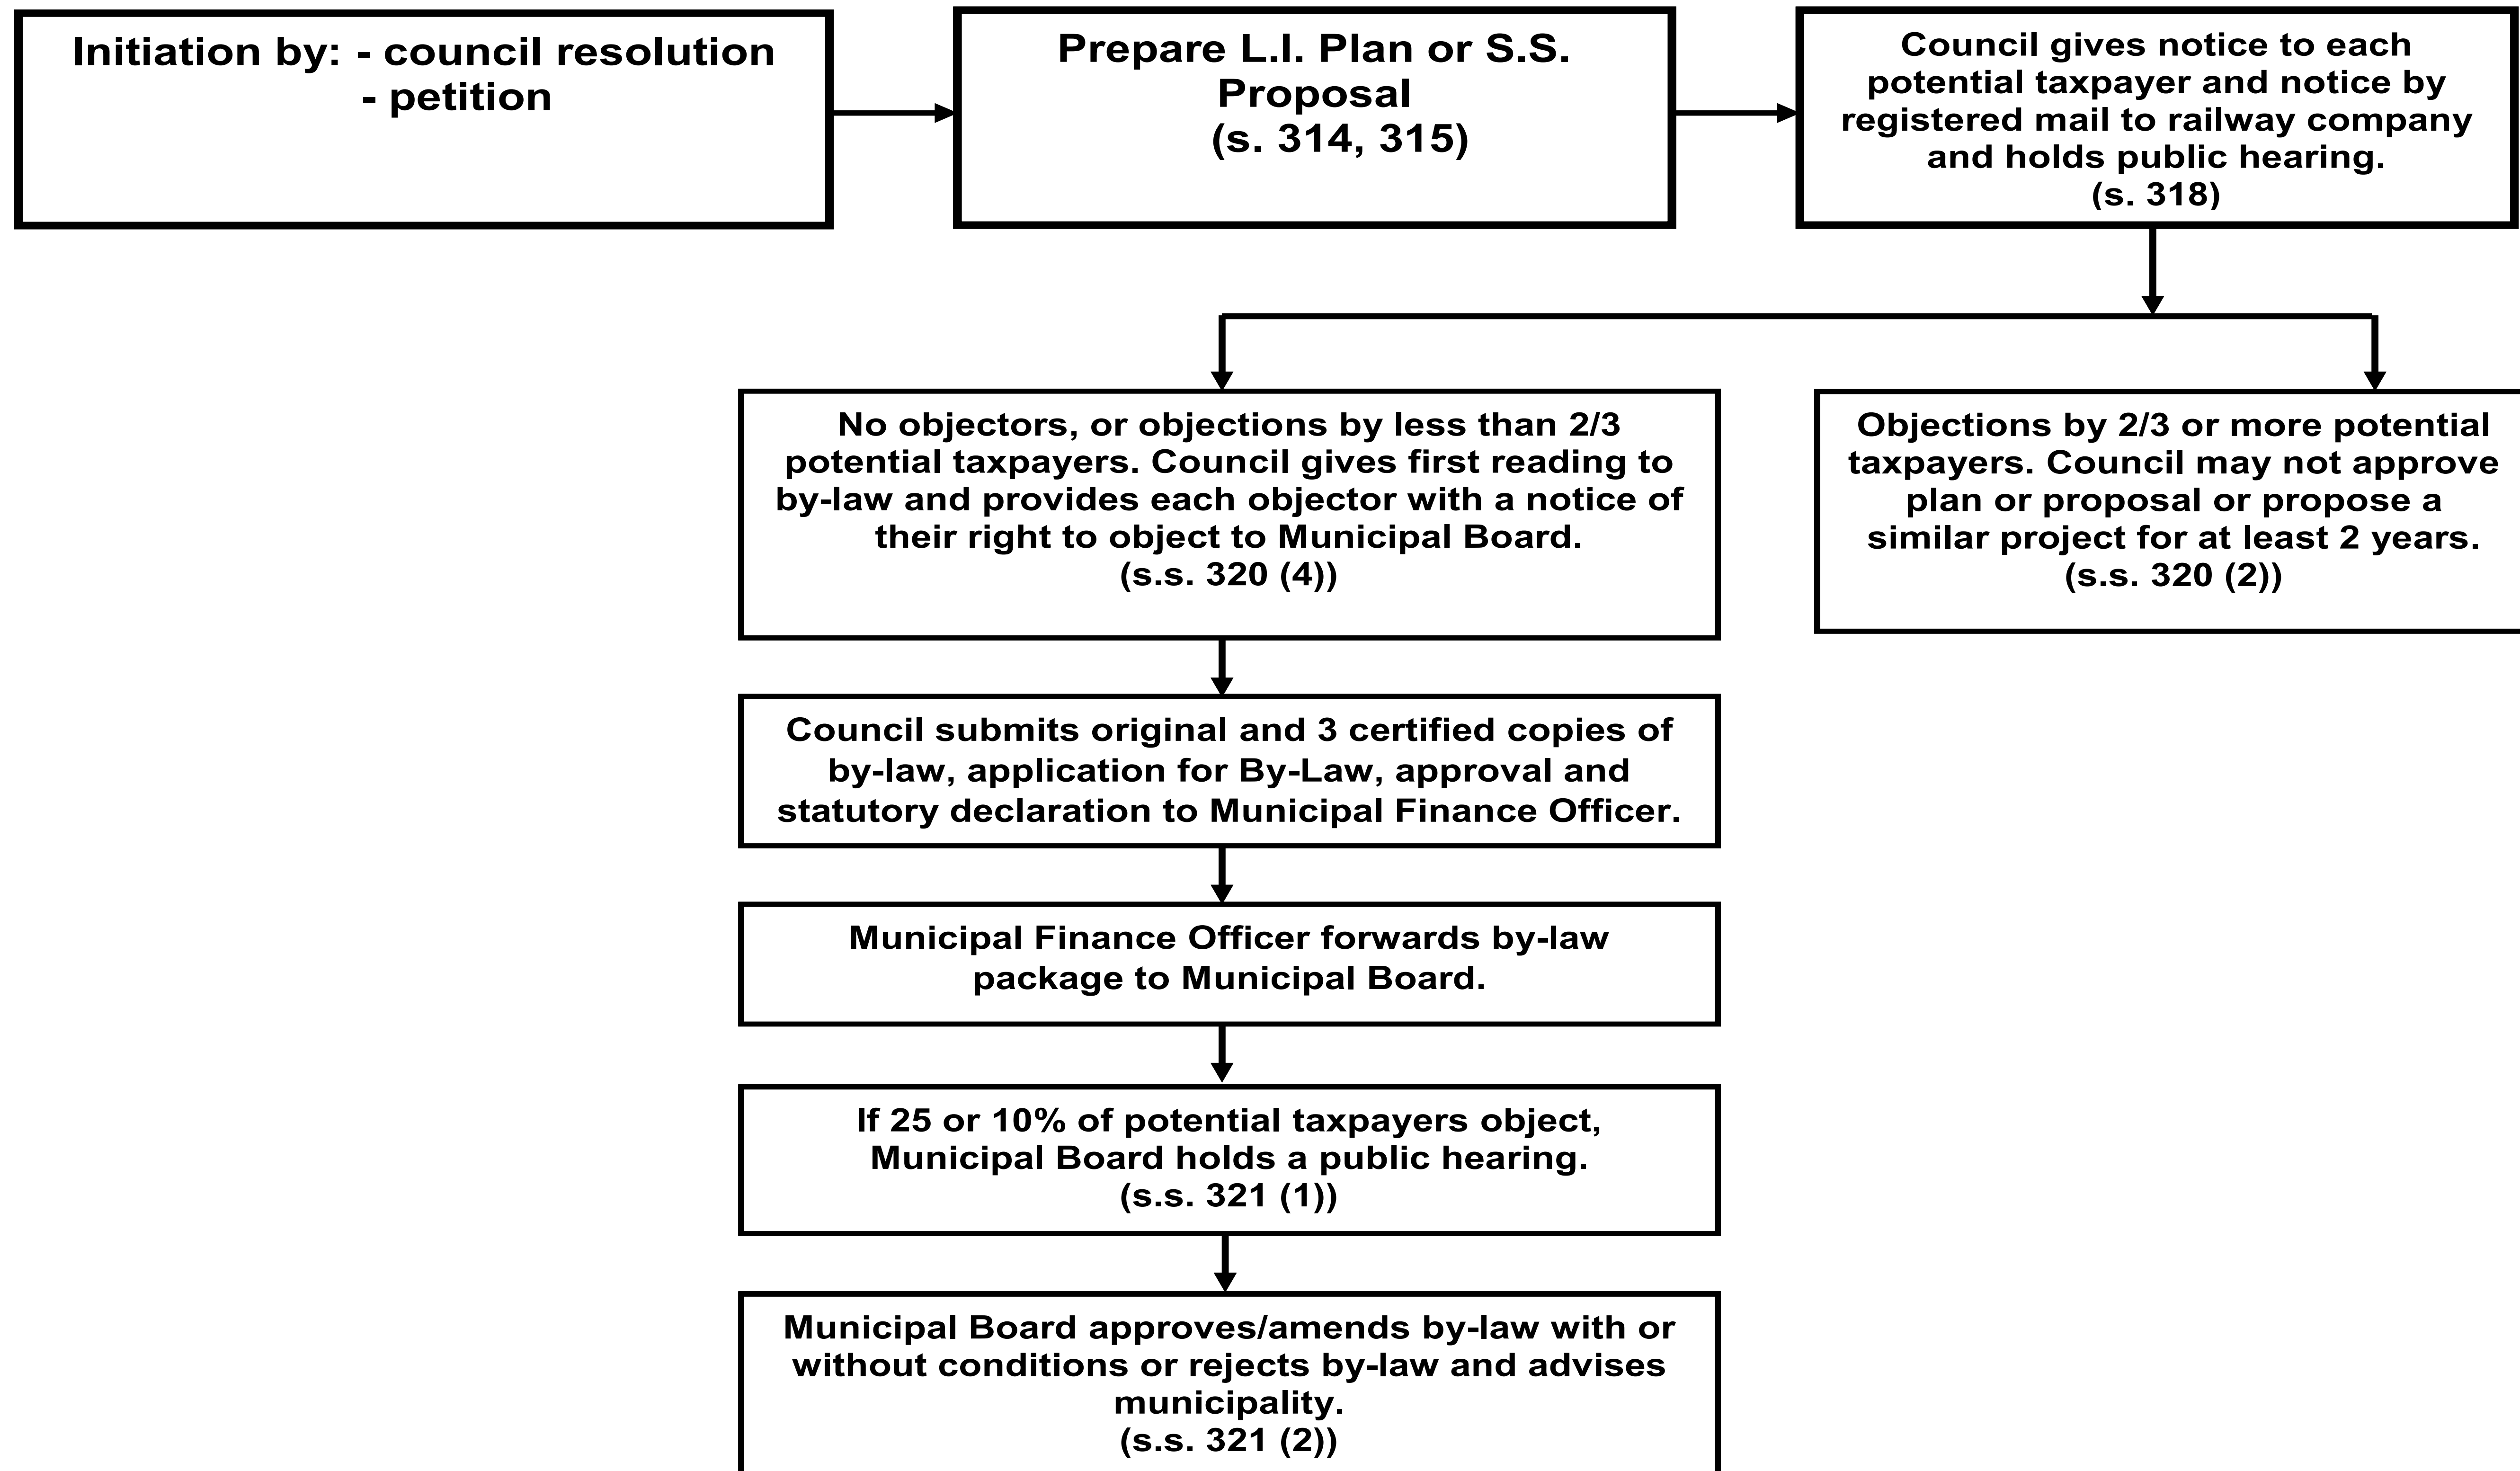 Initiation by: - council resolution
- petition
Prepare L.I. Plan or S.S.
Proposal
(s. 314, 315)
Council gives notice to each
potential taxpayer and notice by
registered mail to railway company
and holds public hearing.
(s. 318)
No objectors, or objections by less than 2/3
potential taxpayers. Council gives first reading to
by-law and provides each objector with a notice of
their right to object to Municipal Board.
(s.s. 320 (4))
Objections by 2/3 or more potential
taxpayers. Council may not approve
plan or proposal or propose a
similar project for at least 2 years.
(s.s. 320 (2))
Council submits original and 3 certified copies of
by-law, application for By-Law, approval and
statutory declaration to Municipal Finance Officer.
Municipal Finance Officer forwards by-law
package to Municipal Board.
If 25 or 10% of potential taxpayers object,
Municipal Board holds a public hearing.
(s.s. 321 (1))
Municipal Board approves/amends by-law with or
without conditions or rejects by-law and advises
municipality.
(s.s. 321 (2))